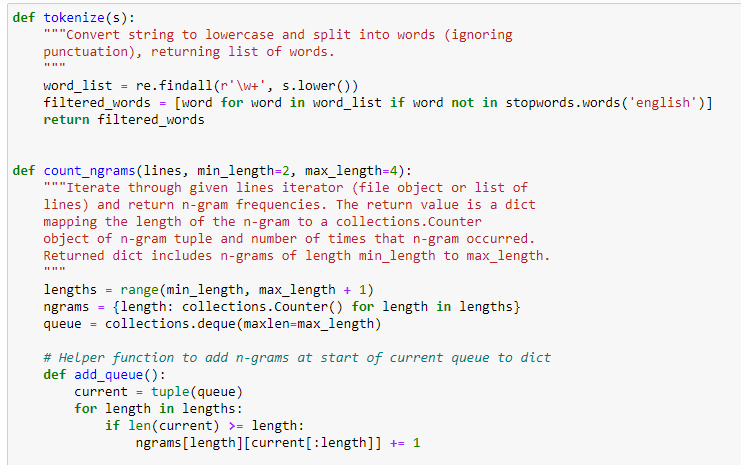 def tokenize(s):
    """Convert string to lowercase and split into words (ignoring
    punctuation), returning list of words.
    """
    word_list = re.findall(r'\w+', s.lower())
    filtered_words = [word for word in word_list if word not in stopwords.words('english')]
    return filtered_words

def count_ngrams(lines, min_length=2, max_length=4):
    """Iterate through given lines iterator (file object or list of
    lines) and return n-gram frequencies. The return value is a dict
    mapping the length of the n-gram to a collections.Counter
    object of n-gram tuple and number of times that n-gram occurred.
    Returned dict includes n-grams of length min_length to max_length.
    """
    lengths = range(min_length, max_length + 1)
    ngrams = {length: collections.Counter() for length in lengths}
    queue = collections.deque(maxlen=max_length)

    # Helper function to add n-grams at start of current queue to dict
    def add_queue():
        current = tuple(queue)
        for length in lengths:
            if len(current) >= length:
                ngrams[length][current[:length]] += 1